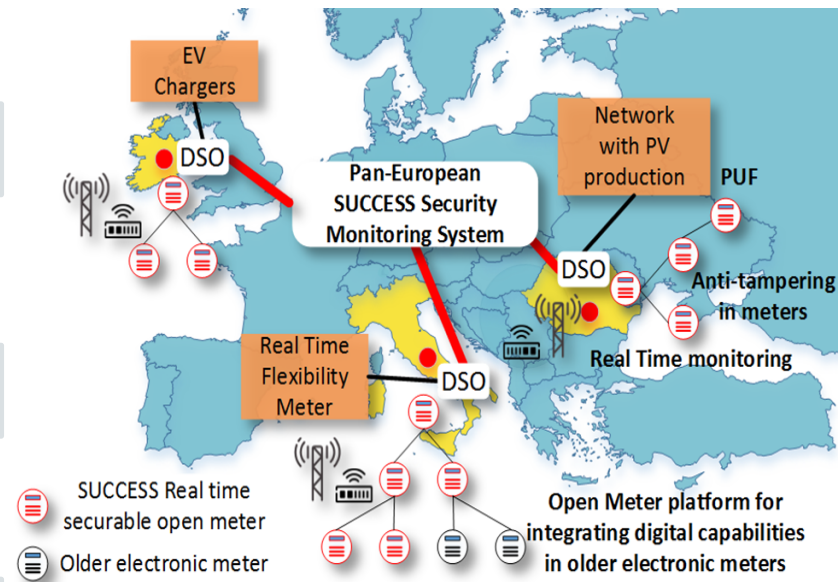 EV
Chargers
DSO
Pan-European
SUCCESS Security
Monitoring System
Network
with PV
production
PUF
DSO
Anti-tampering
in meters
Real Time monitoring
Real Time
Flexibility
Meter
DSO
SUCCESS Real time
securable open meter
Older electronic meter
Open Meter platform for
integrating digital capabilities
in older electronic meters